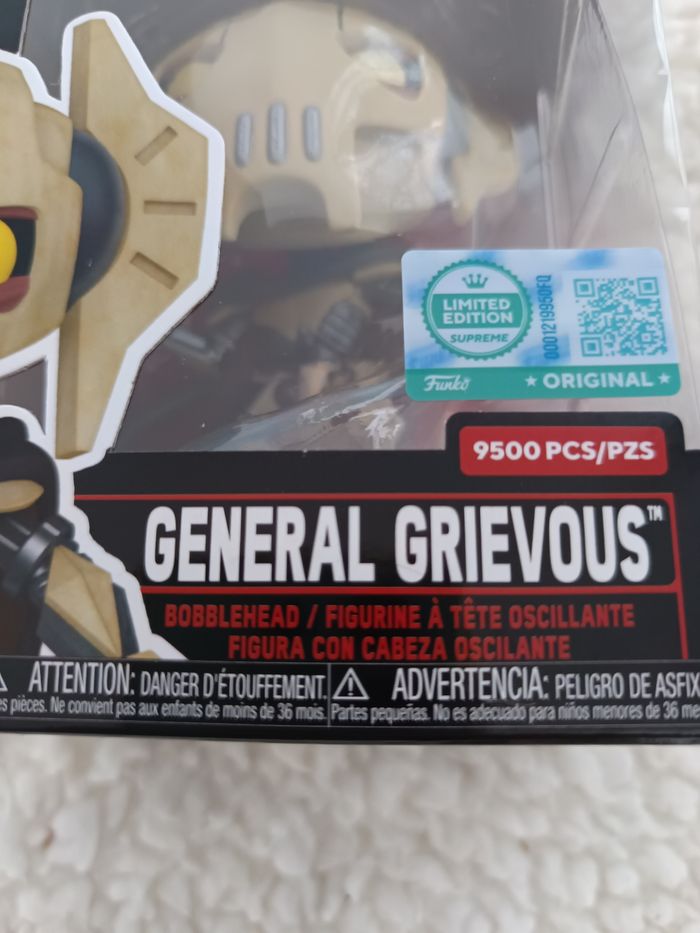 LIMITED
EDITION
SUPREME
0001219950FQ
Funko
ORIGINAL
9500 PCS/PZS
GENERAL GRIEVOUS™
BOBBLEHEAD / FIGURINE À TÊTE OSCILLANTE
FIGURA CON CABEZA OSCILANTE
ATTENTION: DANGER D'ÉTOUFFEMENT.
pièces. Ne convient pas aux enfants de moins de 36 mois.
ADVERTENCIA: PELIGRO DE ASFIX
Partes pequeñas. No es adecuado para niños menores de 36 me